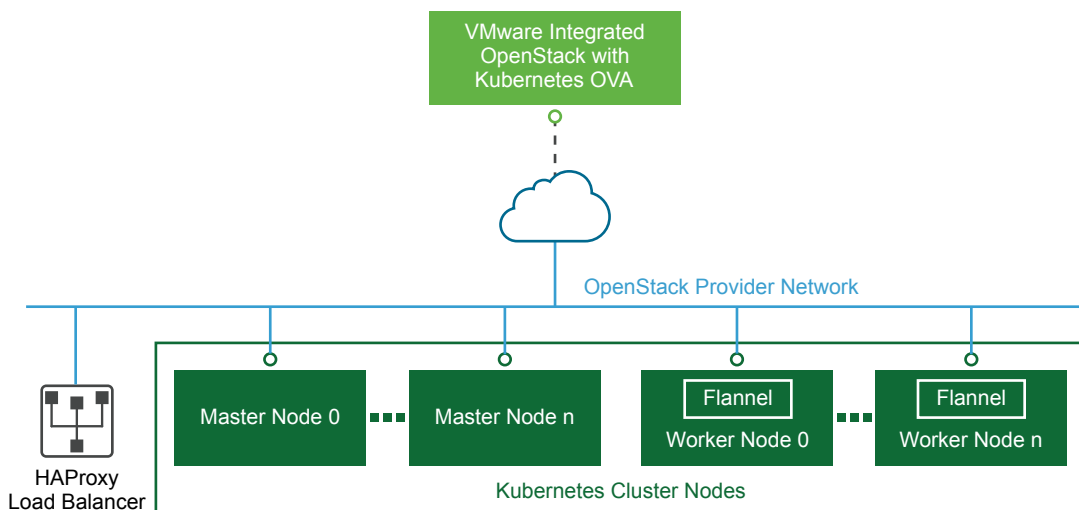 VMware Integrated
OpenStack with
Kubernetes OVA
OpenStack Provider Network
Master Node 0
Master Node n
Flannel
Worker Node 0
Flannel
Worker Node n
HAProxy
Load Balancer
Kubernetes Cluster Nodes